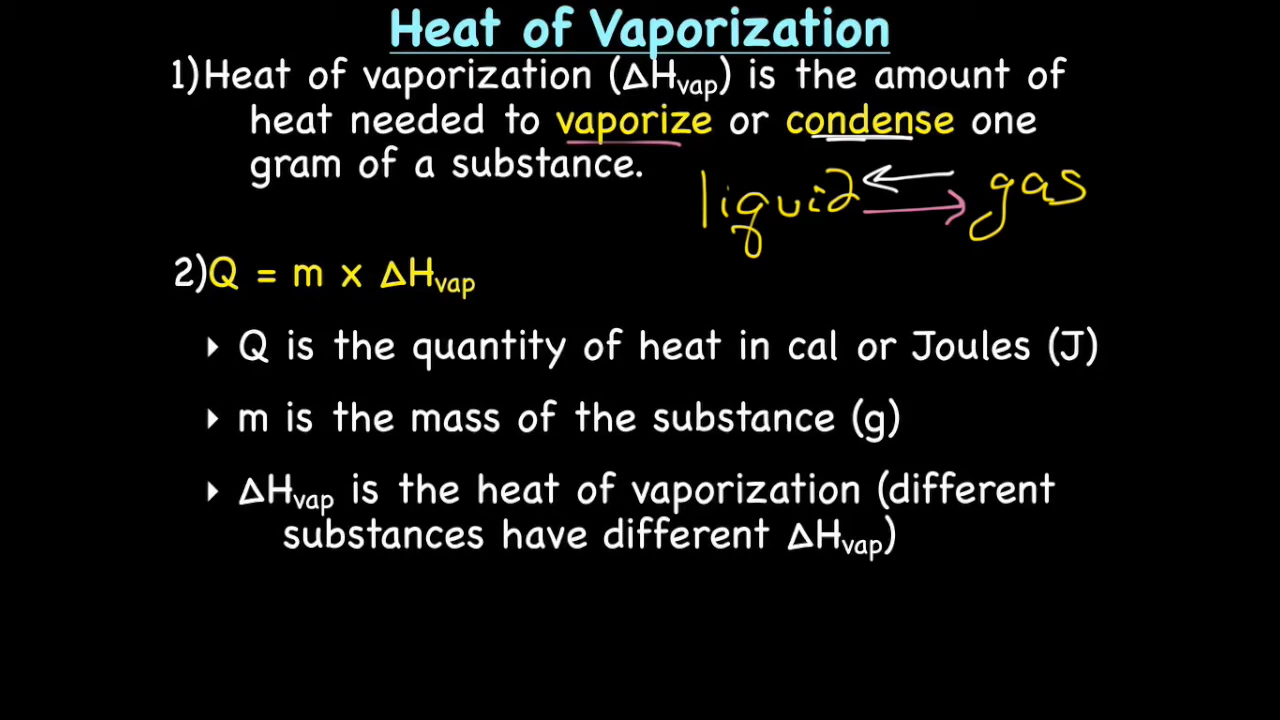 Heat of Vaporization
1)Heat of vaporization (ΔHvap) is the amount of
heat needed to vaporize or condense one
gram of a substance.
liquid gas
2)Q = m x ΔHvap
‣ Q is the quantity of heat in cal or Joules (J)
‣ m is the mass of the substance (g)
‣ ΔHvap is the heat of vaporization (different
substances have different ΔHvap)